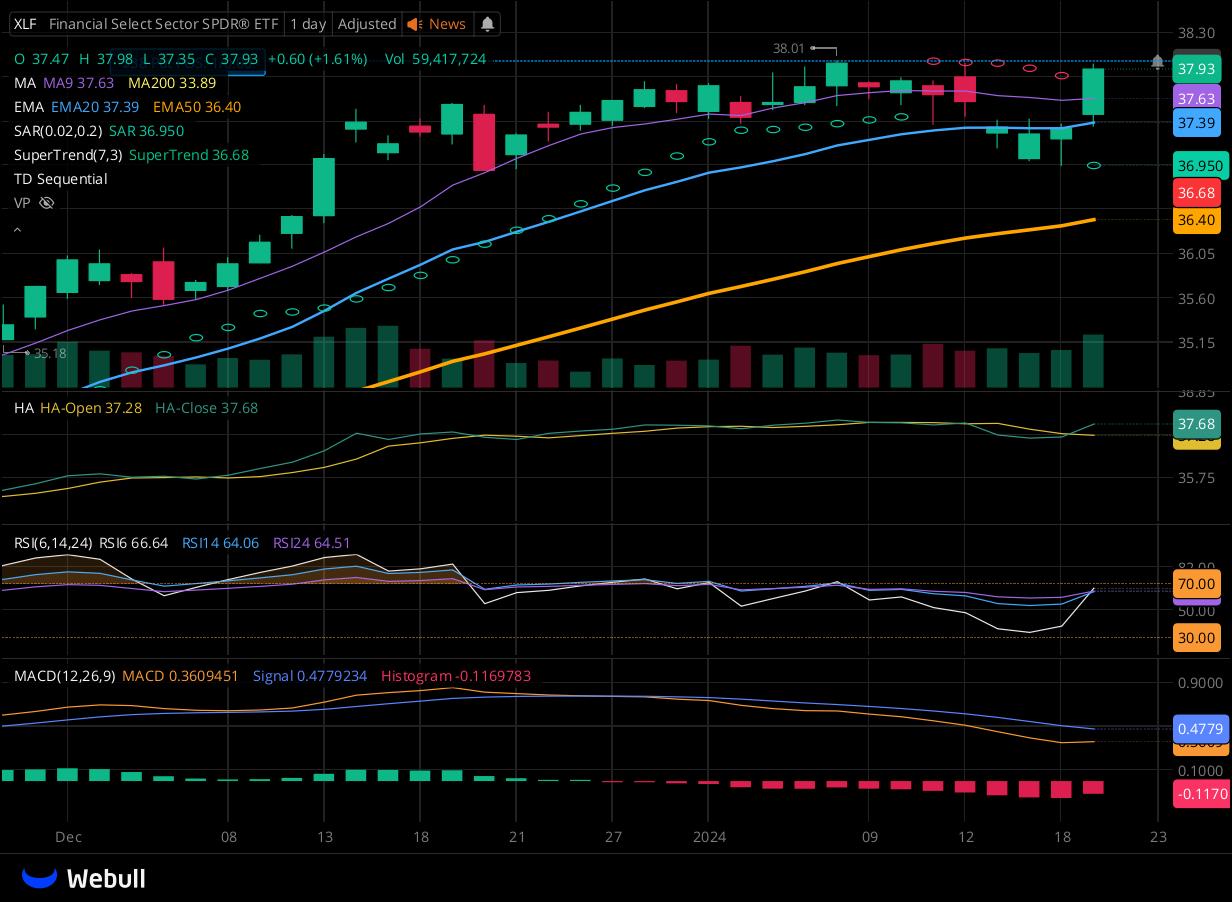 XLF Financial Select Sector SPDR® ETF 1 day Adjusted News
O 37.47 H 37.98 L 37.35 C 37.93 +0.60 (+1.61%) Vol 59,417,724
MA MA9 37.63 MA200 33.89
EMA EMA20 37.39 EMA50 36.40
SAR(0.02,0.2) SAR 36.950
SuperTrend(7,3) SuperTrend 36.68
TD Sequential
VP
38.01
35.18
38.30
37.93
37.63
37.39
36.950
36.68
36.40
36.05
35.60
35.15
HA HA-Open 37.28 HA-Close 37.68
38.85
37.68
35.75
RSI(6,14,24) RSI6 66.64 RSI14 64.06 RSI24 64.51
70.00
50.00
30.00
MACD(12,26,9) MACD 0.3609451 Signal 0.4779234 Histogram -0.1169783
0.9000
0.4779
0.1000
-0.1170
Dec 08 13 18 21 27 2024 09 12 18 23
Webull